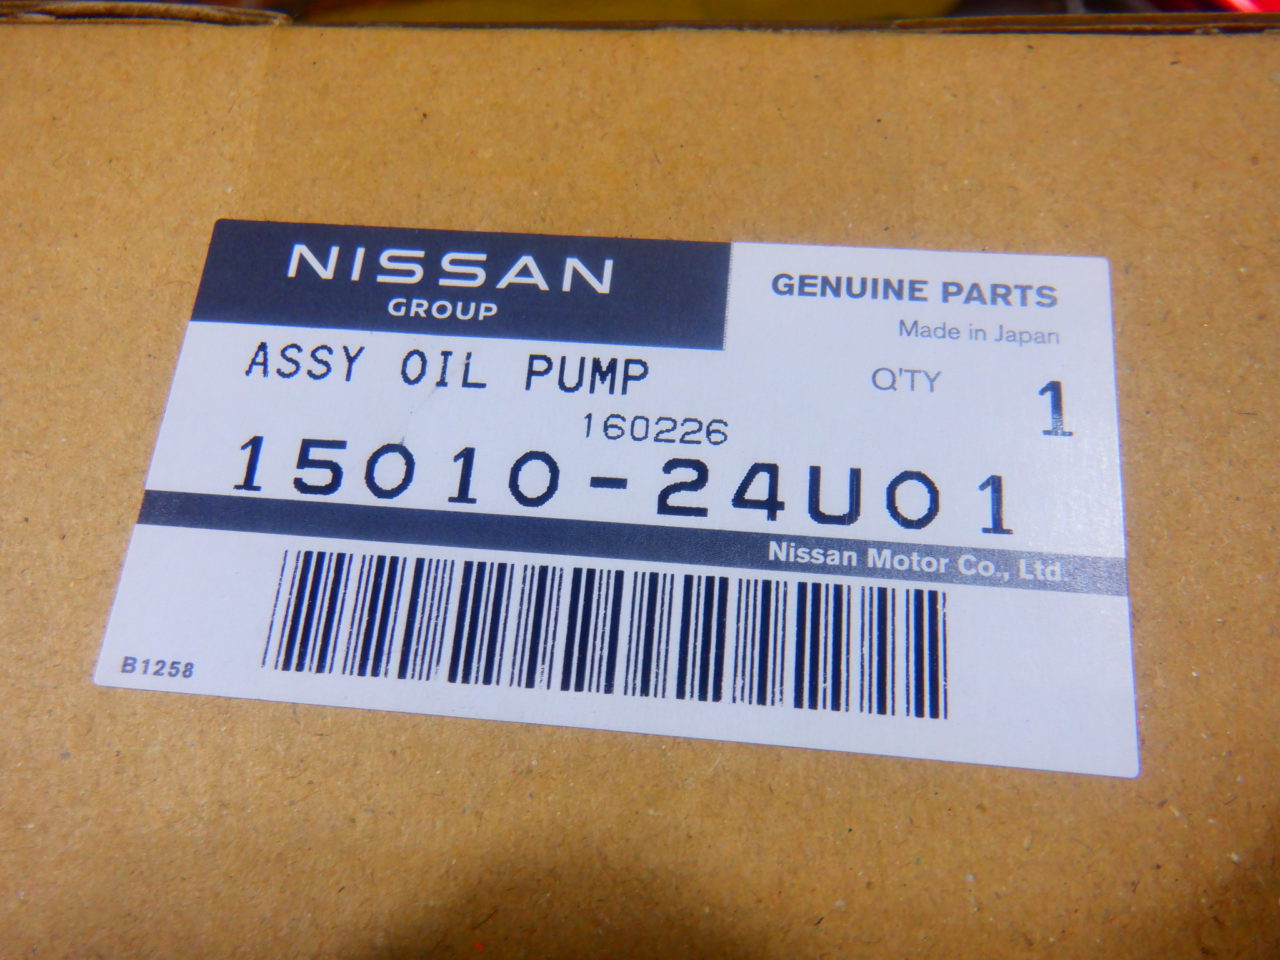 NISSAN
GROUP
GENUINE PARTS
Made in Japan
ASSY OIL PUMP
Q'TY 1
160226
15010-24U01
Nissan Motor Co., Ltd.
B1258